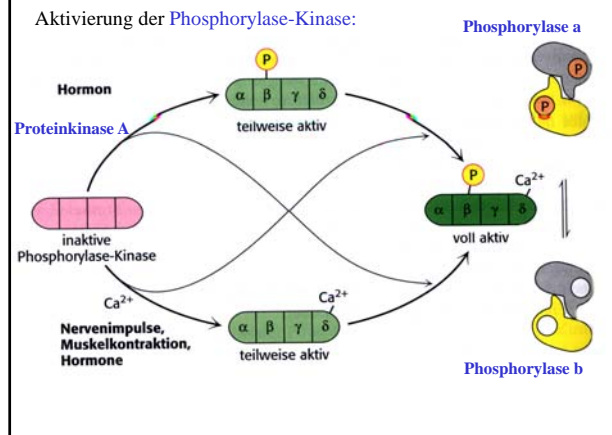 Aktivierung der Phosphorylase-Kinase:
Phosphorylase a
P
P
P
Hormon
α β γ δ
Proteinkinase A
teilweise aktiv
P
Ca2+
α β γ δ
inaktive
Phosphorylase-Kinase
voll aktiv
Ca2+
Ca2+
Nervenimpulse,
Muskelkontraktion,
Hormone
α β γ δ
teilweise aktiv
Phosphorylase b